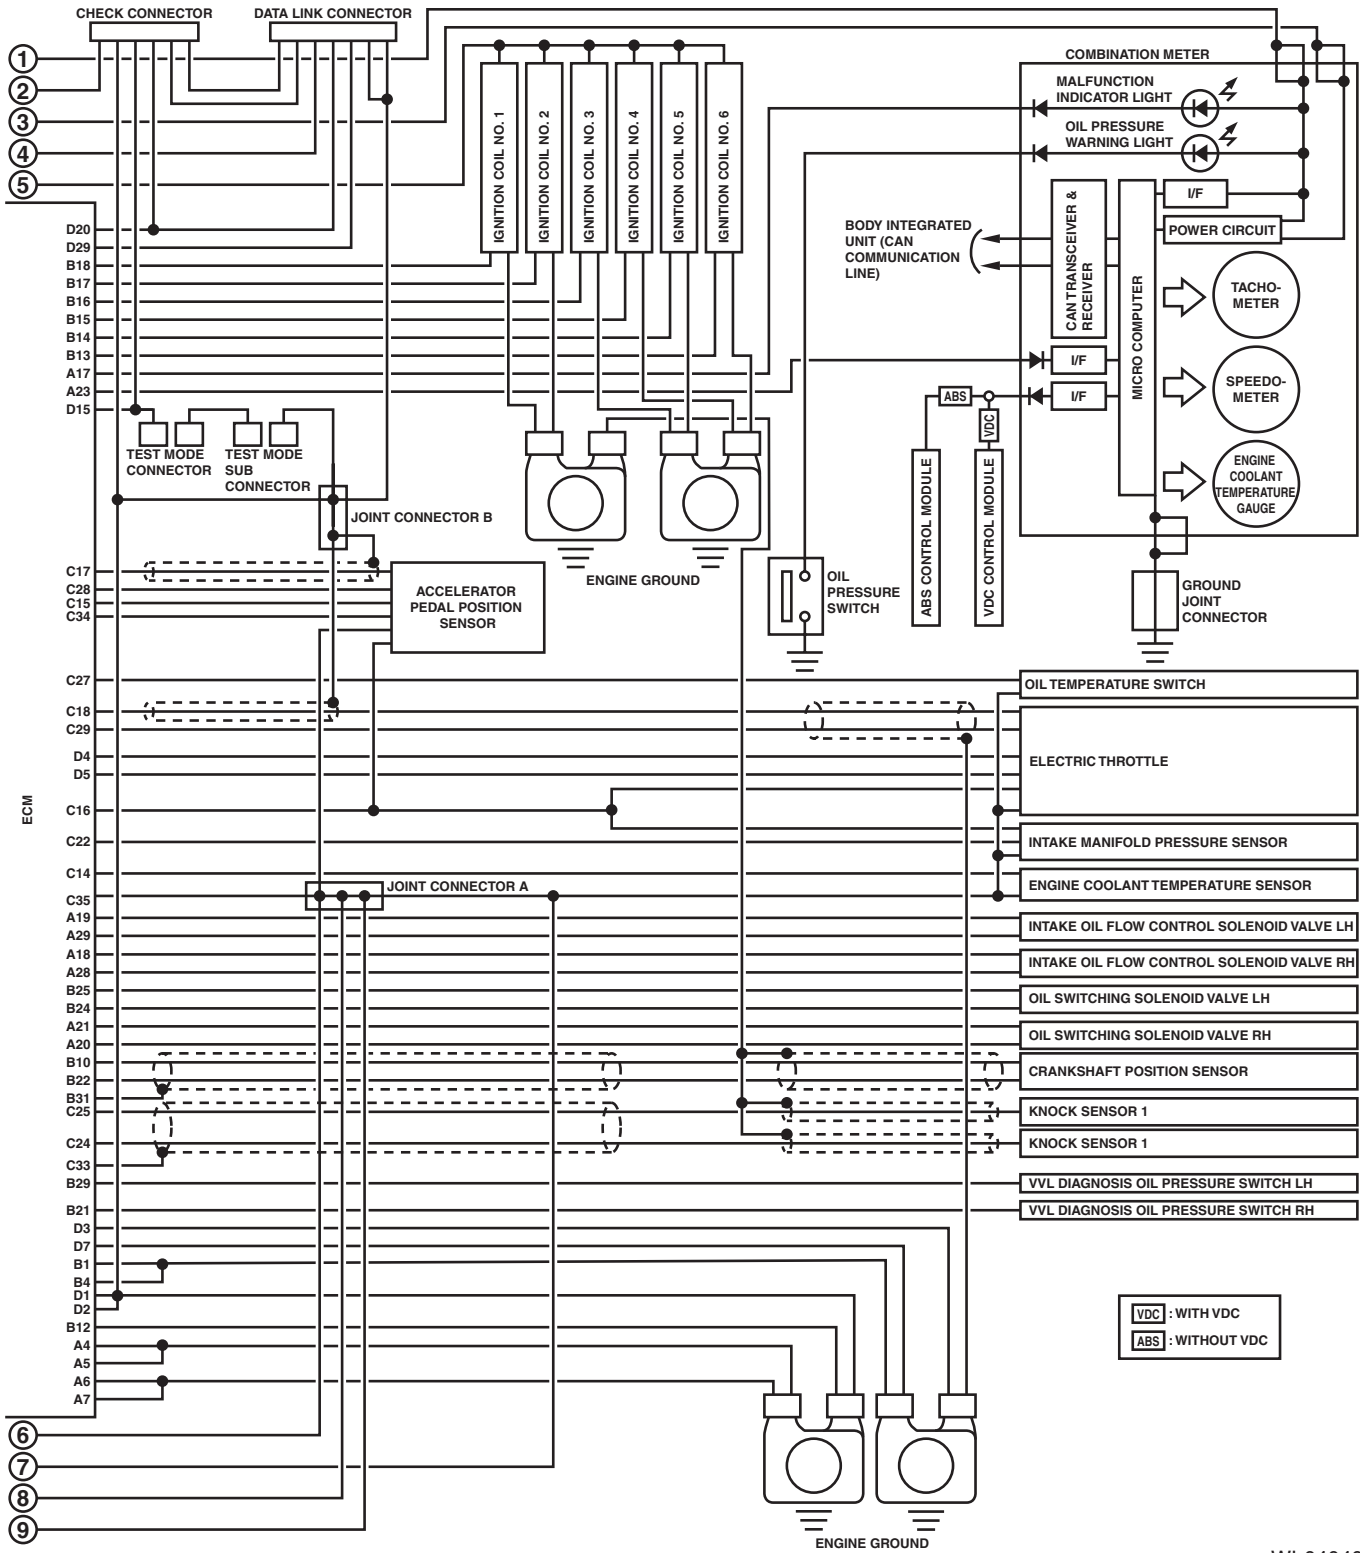 CHECK CONNECTOR
DATA LINK CONNECTOR
1
2
3
4
5
IGNITION COIL NO. 1
IGNITION COIL NO. 2
IGNITION COIL NO. 3
IGNITION COIL NO. 4
IGNITION COIL NO. 5
IGNITION COIL NO. 6
COMBINATION METER
MALFUNCTION
INDICATOR LIGHT
OIL PRESSURE
WARNING LIGHT
I/F
POWER CIRCUIT
BODY INTEGRATED
UNIT (CAN
COMMUNICATION
LINE)
CAN TRANSCEIVER &
RECEIVER
MICRO COMPUTER
TACHO-
METER
I/F
I/F
SPEEDO-
METER
ENGINE
COOLANT
TEMPERATURE
GAUGE
ABS
VDC
ABS CONTROL MODULE
VDC CONTROL MODULE
GROUND
JOINT
CONNECTOR
D20
D29
B18
B17
B16
B15
B14
B13
A17
A23
D15
TEST MODE
CONNECTOR
TEST MODE
SUB
CONNECTOR
JOINT CONNECTOR B
ENGINE GROUND
OIL
PRESSURE
SWITCH
C17
C28
C15
C34
ACCELERATOR
PEDAL POSITION
SENSOR
C27
OIL TEMPERATURE SWITCH
C18
C29
D4
D5
ELECTRIC THROTTLE
ECM
C16
C22
INTAKE MANIFOLD PRESSURE SENSOR
C14
JOINT CONNECTOR A
ENGINE COOLANT TEMPERATURE SENSOR
C35
A19
A29
INTAKE OIL FLOW CONTROL SOLENOID VALVE LH
A18
A28
INTAKE OIL FLOW CONTROL SOLENOID VALVE RH
B25
B24
OIL SWITCHING SOLENOID VALVE LH
A21
A20
OIL SWITCHING SOLENOID VALVE RH
B10
B22
CRANKSHAFT POSITION SENSOR
B31
C25
KNOCK SENSOR 1
C24
KNOCK SENSOR 1
C33
B29
VVL DIAGNOSIS OIL PRESSURE SWITCH LH
B21
VVL DIAGNOSIS OIL PRESSURE SWITCH RH
D3
D7
B1
B4
D1
D2
B12
A4
A5
A6
A7
VDC : WITH VDC
ABS : WITHOUT VDC
6
7
8
9
ENGINE GROUND